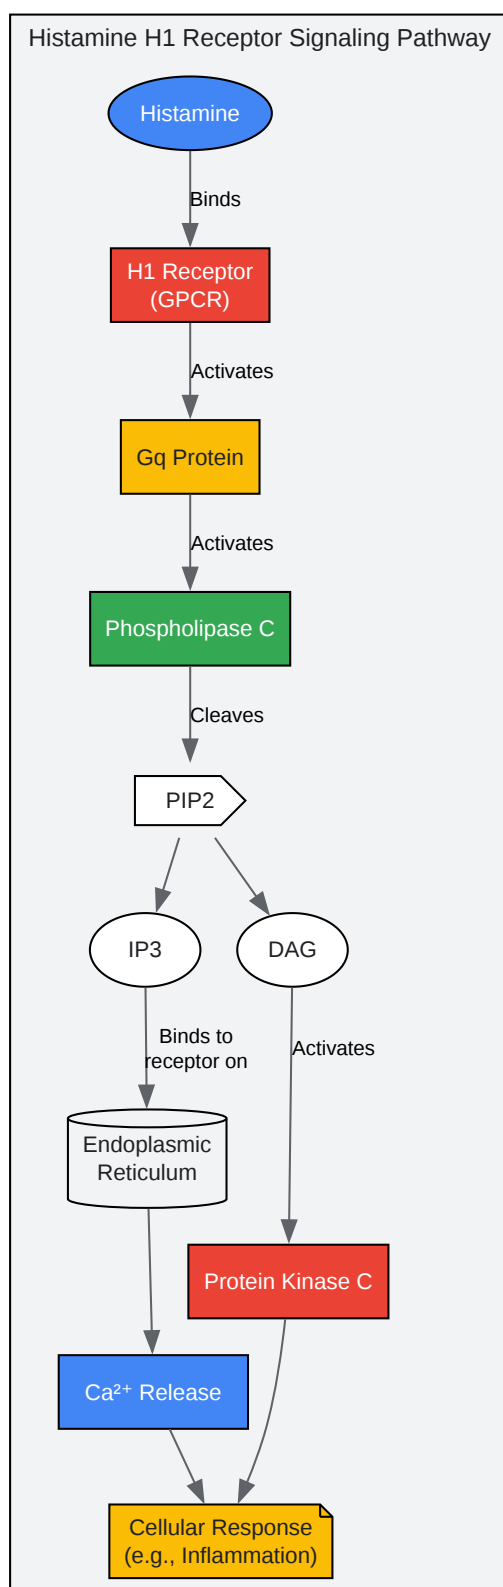 Histamine H1 Receptor Signaling Pathway
Histamine
Binds
H1 Receptor
(GPCR)
Activates
Gq Protein
Activates
Phospholipase C
Cleaves
PIP2
IP3
DAG
Binds to
receptor on
Activates
Endoplasmic
Reticulum
Protein Kinase C
Ca²⁺ Release
Cellular Response
(e.g., Inflammation)